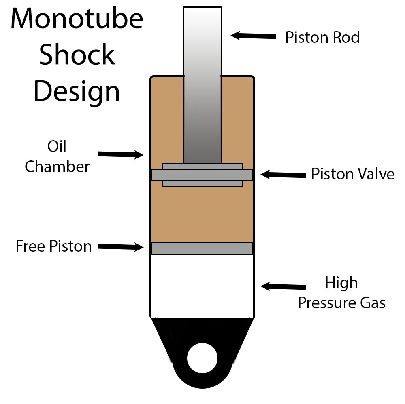 Monotube
Shock
Design
Piston Rod
Oil
Chamber
Piston Valve
Free Piston
High
Pressure Gas